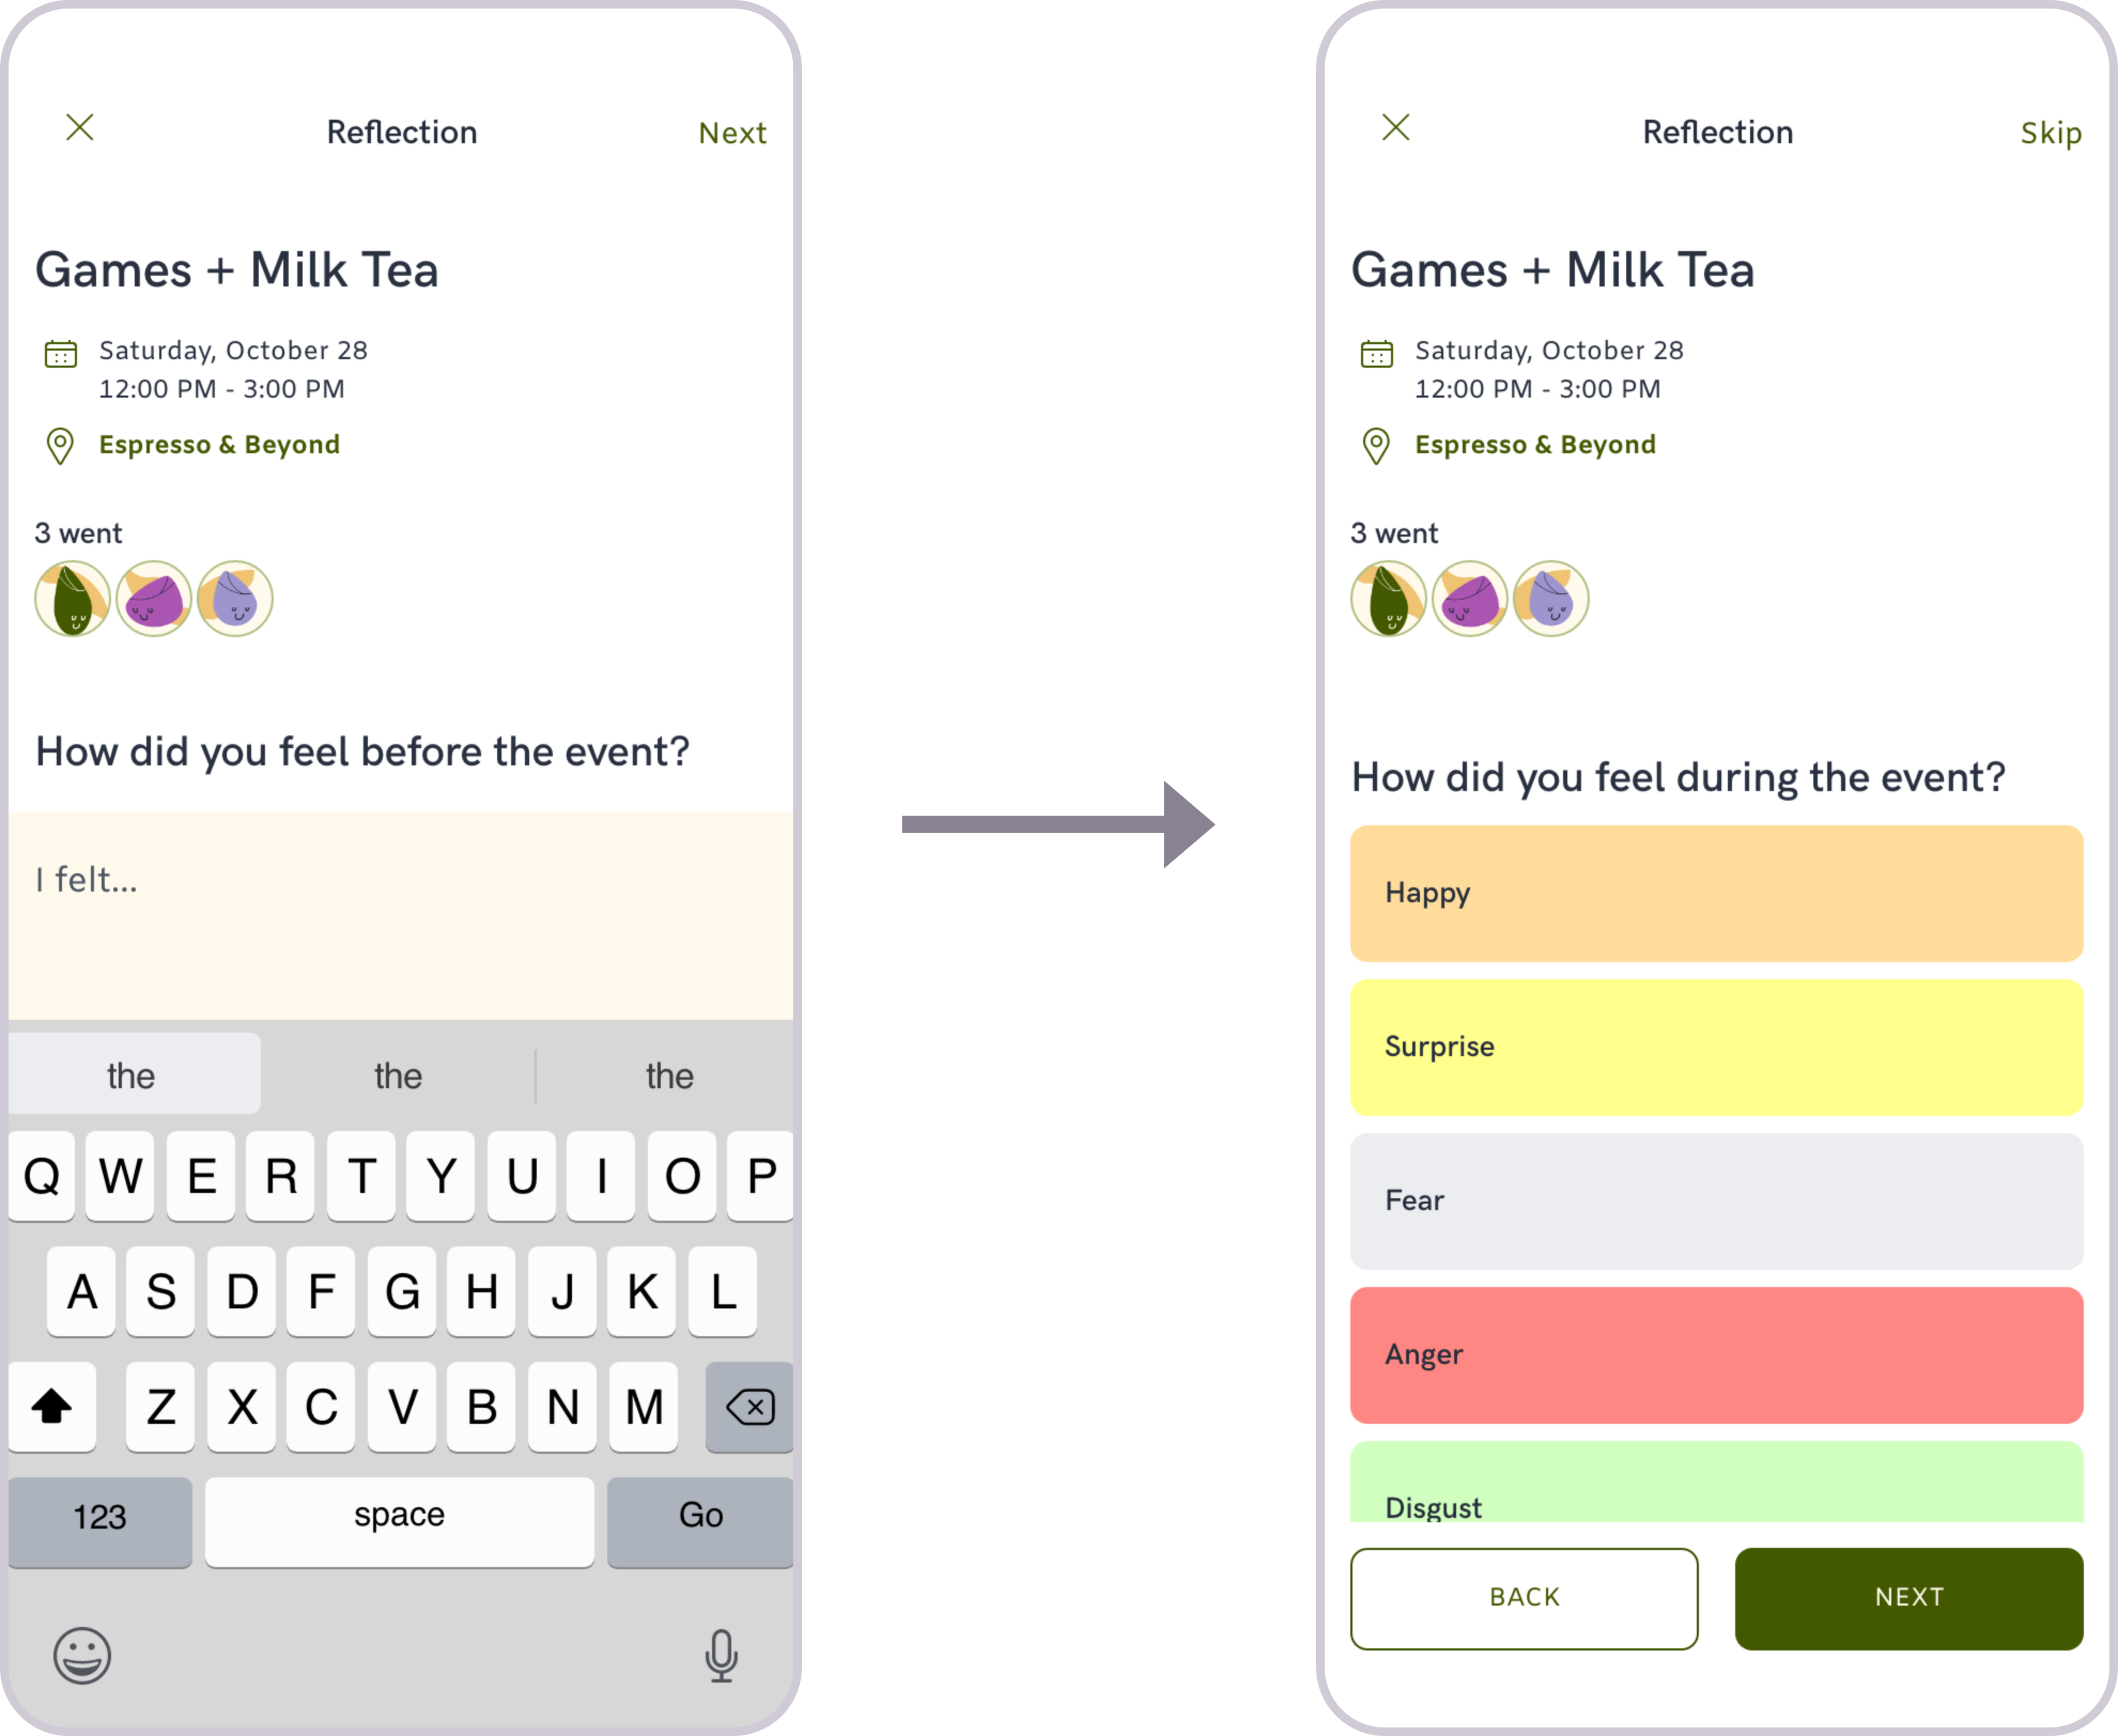 Reflection
Next
Games + Milk Tea
Saturday, October 28
12:00 PM - 3:00 PM
Espresso & Beyond
3 went
How did you feel before the event?
I felt...
the the the
Q W E R T Y U I O P
A S D F G H J K L
Z X C V B N M
123 space Go
Reflection
Skip
Games + Milk Tea
Saturday, October 28
12:00 PM - 3:00 PM
Espresso & Beyond
3 went
How did you feel during the event?
Happy
Surprise
Fear
Anger
Disgust
BACK
NEXT